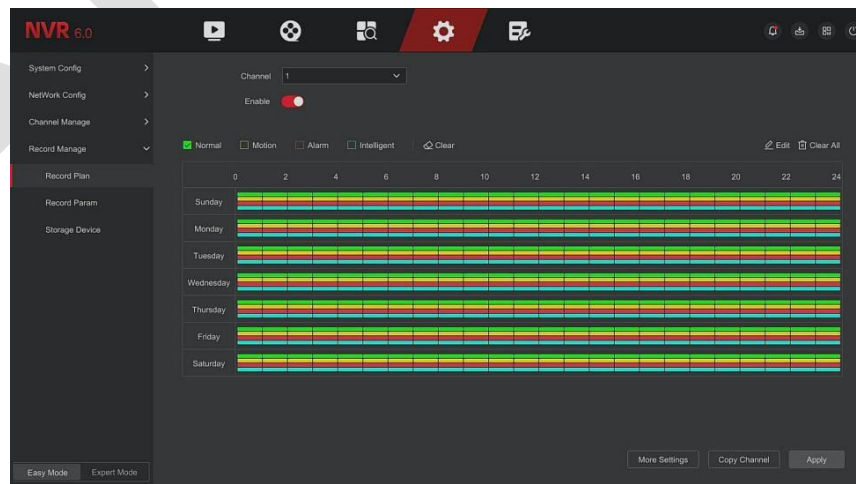 NVR 6.0
System Config
NetWork Config
Channel Manage
Record Manage
Record Plan
Record Param
Storage Device
Easy Mode Expert Mode
Channel 1
Enable
Normal Motion Alarm Intelligent Clear Edit Clear All
0 2 4 6 8 10 12 14 16 18 20 22 24
Sunday
Monday
Tuesday
Wednesday
Thursday
Friday
Saturday
More Settings Copy Channel Apply